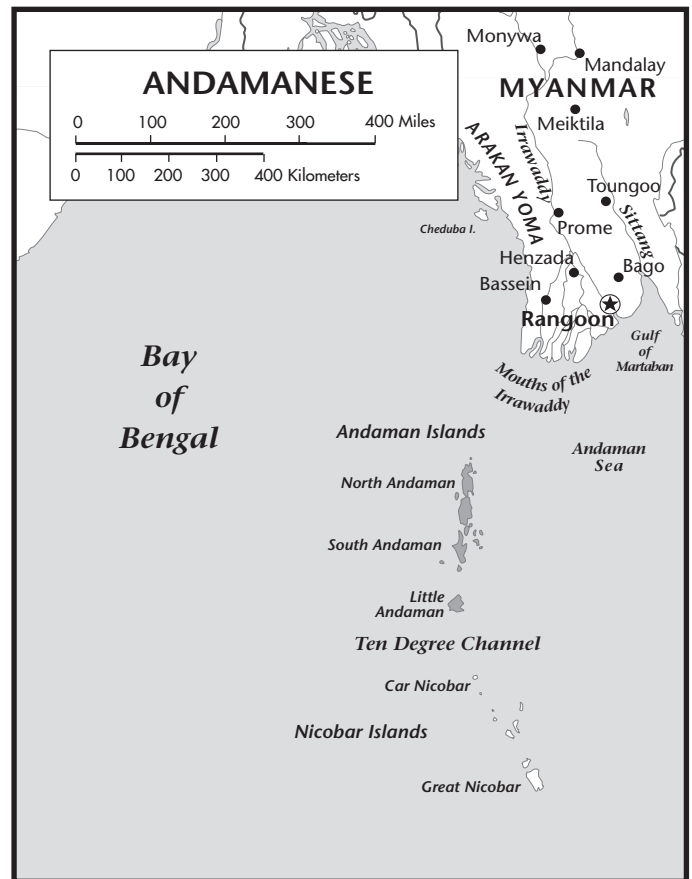 ANDAMANESE
0 100 200 300 400 Miles
0 100 200 300 400 Kilometers
Monywa
Mandalay
MYANMAR
Meiktila
ARAKAN YOMA
Irrawaddy
Toungoo
Sittang
Cheduba I.
Prome
Henzada
Bago
Bassein
Rangoon
Gulf
of
Martaban
Mouths of the
Irrawaddy
Bay
of
Bengal
Andaman Islands
Andaman
Sea
North Andaman
South Andaman
Little
Andaman
Ten Degree Channel
Car Nicobar
Nicobar Islands
Great Nicobar